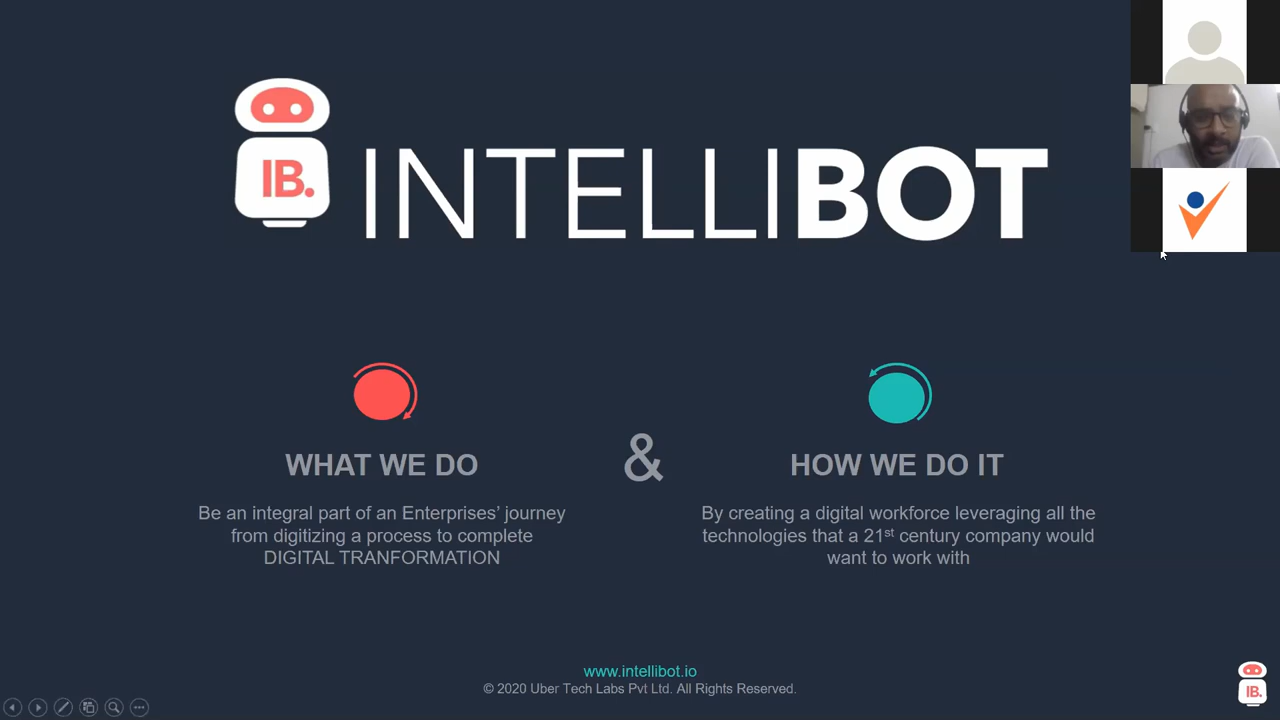 IB.
INTELLIBOT
WHAT WE DO
&
HOW WE DO IT
Be an integral part of an Enterprises’ journey
from digitizing a process to complete
DIGITAL TRANFORMATION
By creating a digital workforce leveraging all the
technologies that a 21st century company would
want to work with
www.intellibot.io
© 2020 Uber Tech Labs Pvt Ltd. All Rights Reserved.
IB.